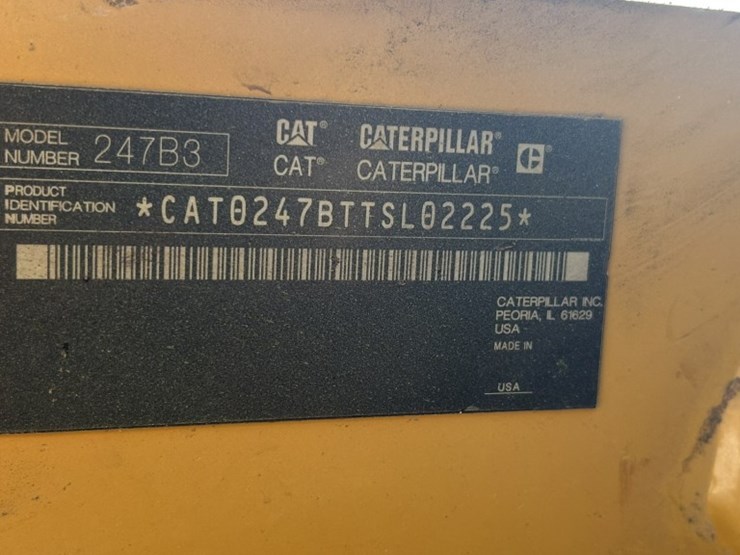 MODEL
NUMBER 247B3
CAT® CATERPILLAR®
CAT® CATERPILLAR®
PRODUCT
IDENTIFICATION
NUMBER
*CAT0247BTTSL02225*
CATERPILLAR INC.
PEORIA, IL 61629
USA
MADE IN
USA